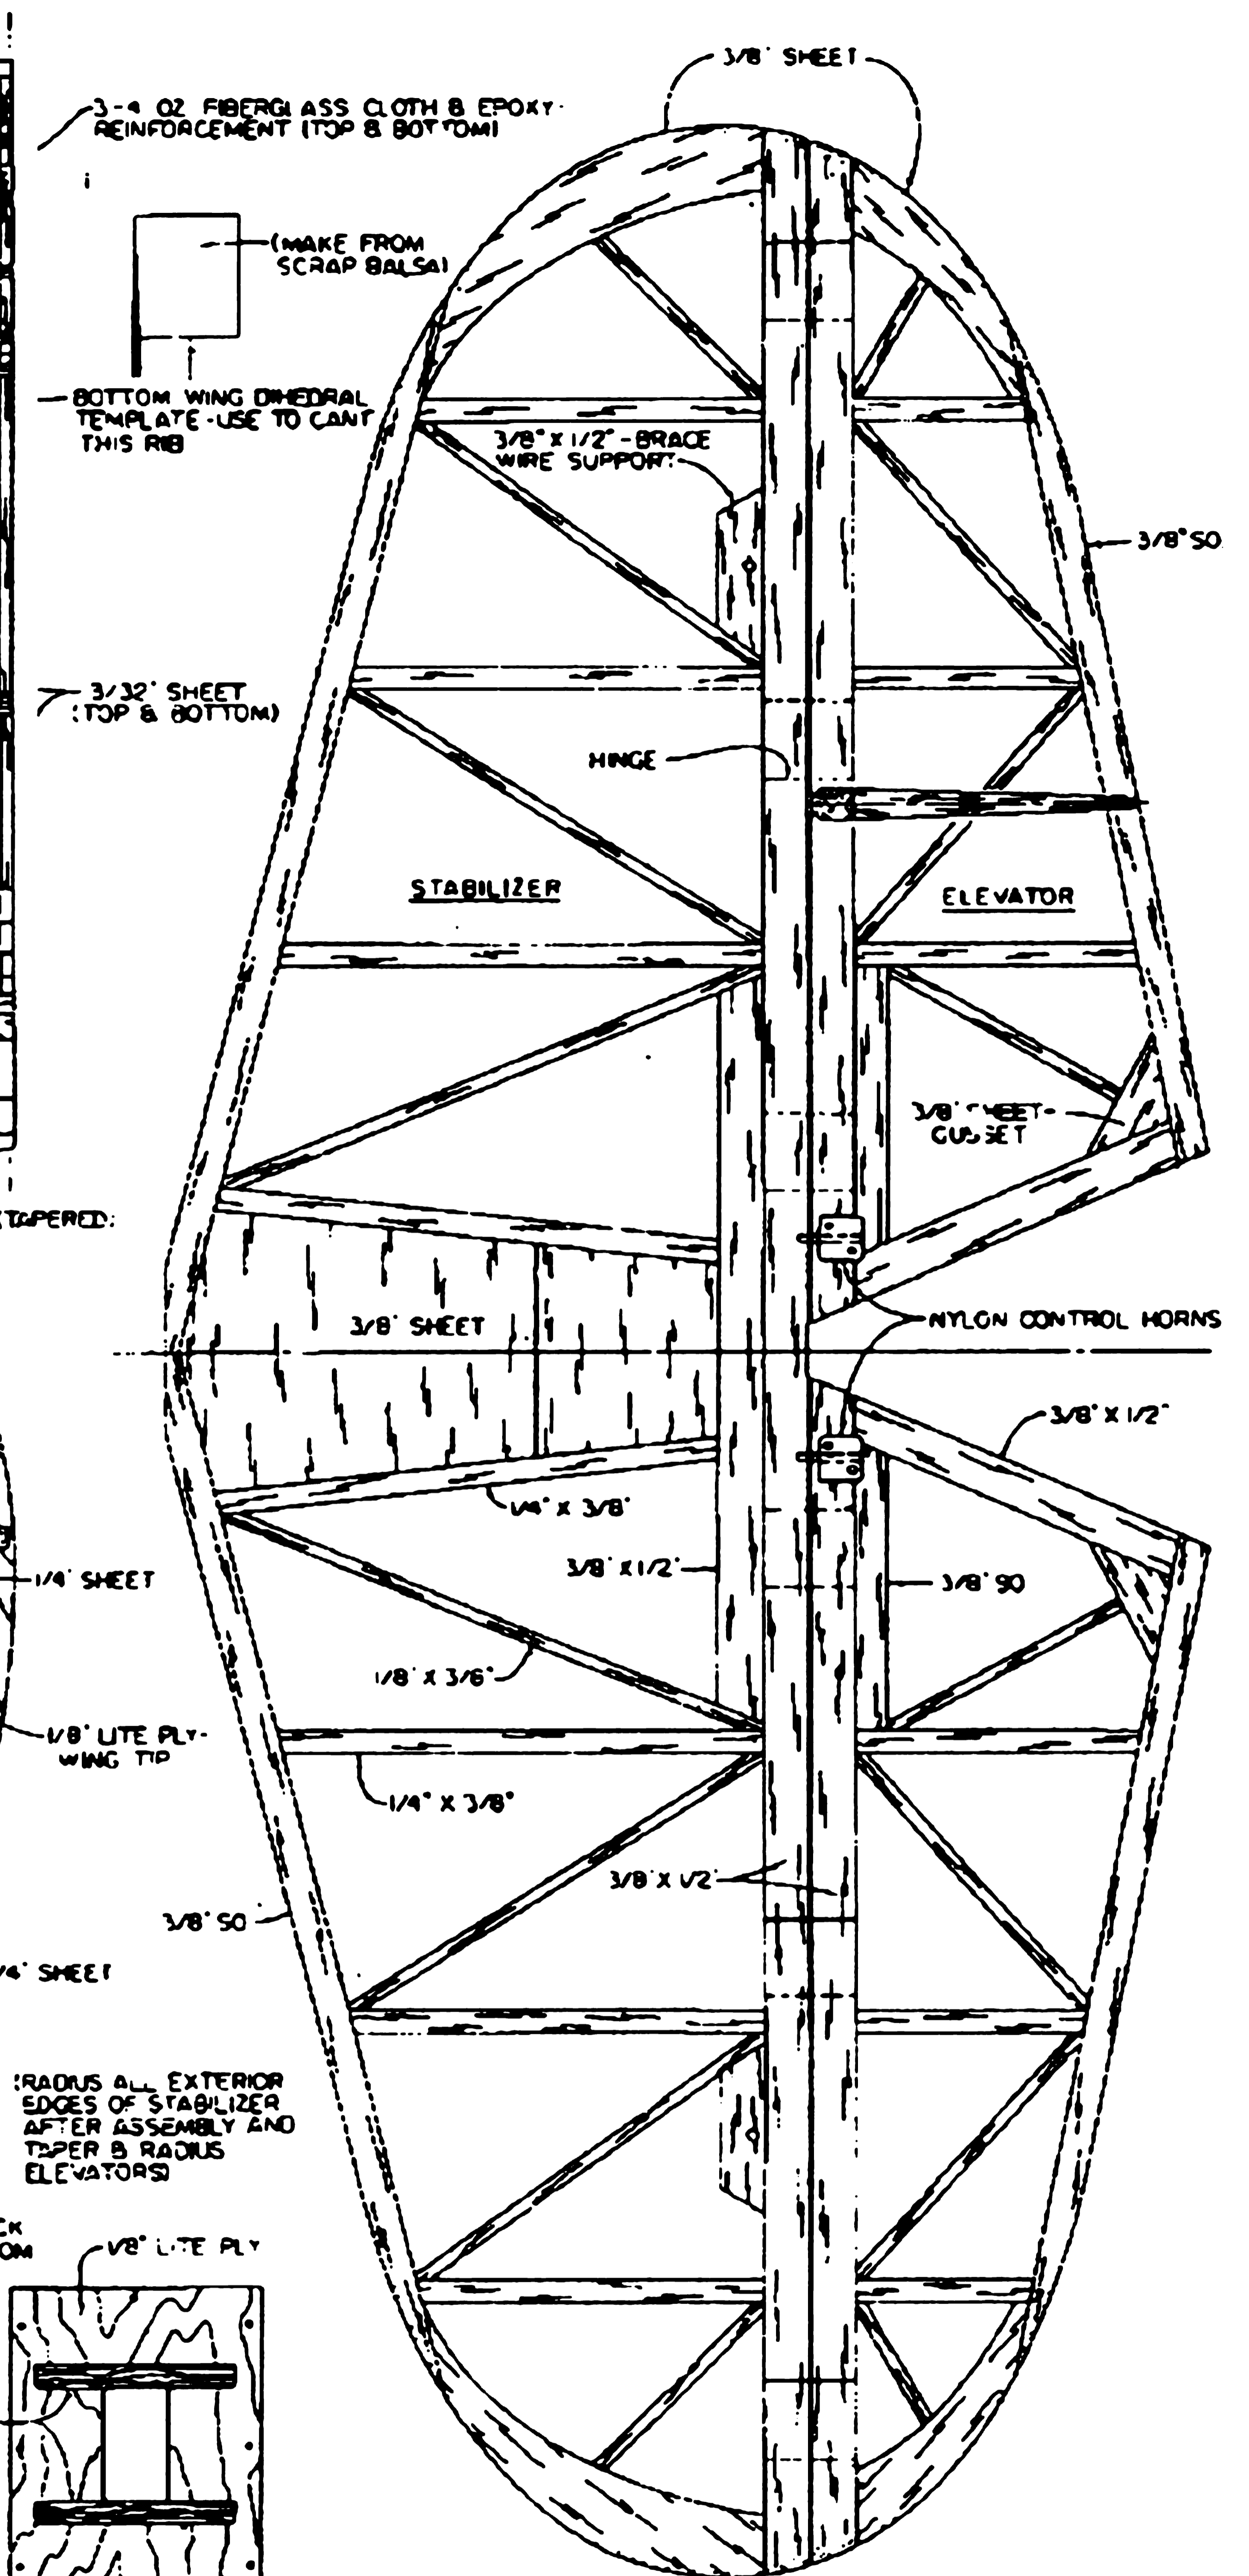 3/8" SHEET
3-4 OZ FIBERGLASS CLOTH & EPOXY-
REINFORCEMENT (TOP & BOTTOM)
(MAKE FROM
SCRAP BALSA)
BOTTOM WING DIHEDRAL
TEMPLATE-USE TO CANT
THIS RIB
3/8" X 1/2"-BRACE
WIRE SUPPORT
3/8" SQ
3/32" SHEET
(TOP & BOTTOM)
HINGE
STABILIZER
ELEVATOR
3/8" SHEET-
GUSSET
TAPERED
3/8" SHEET
NYLON CONTROL HORNS
3/8" X 1/2"
1/4" X 3/8"
3/8" X 1/2"
3/8" SQ
1/4" SHEET
1/8" X 3/6"
1/8" LITE PLY-
WING TIP
1/4" X 3/8"
3/8" X 1/2"
3/8" SQ
/4" SHEET
(RADIUS ALL EXTERIOR
EDGES OF STABILIZER
AFTER ASSEMBLY AND
TAPER & RADIUS
ELEVATORS)
CK
OM
1/8" LITE PLY